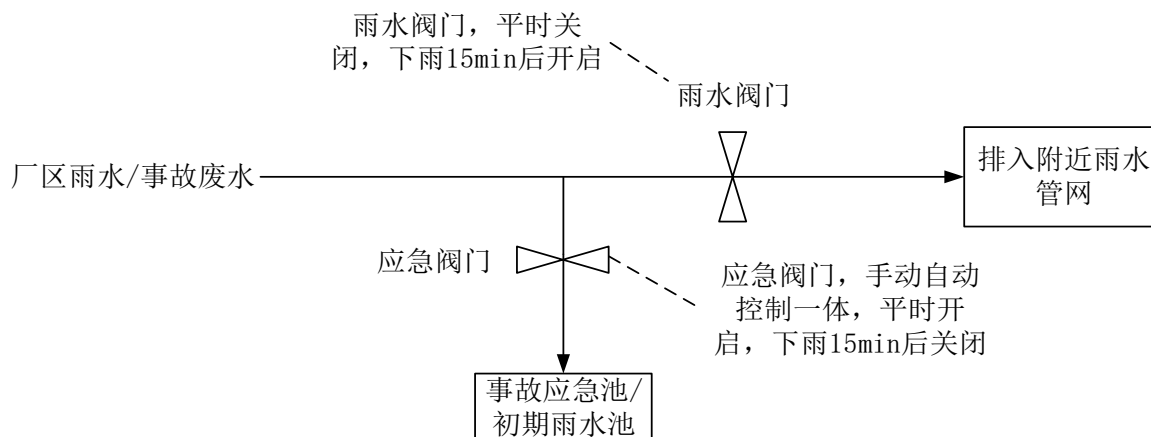 雨水阀门，平时关
闭，下雨15min后开启
雨水阀门
厂区雨水/事故废水
排入附近雨水
管网
应急阀门
应急阀门，手动自动
控制一体，平时开
启，下雨15min后关闭
事故应急池/
初期雨水池